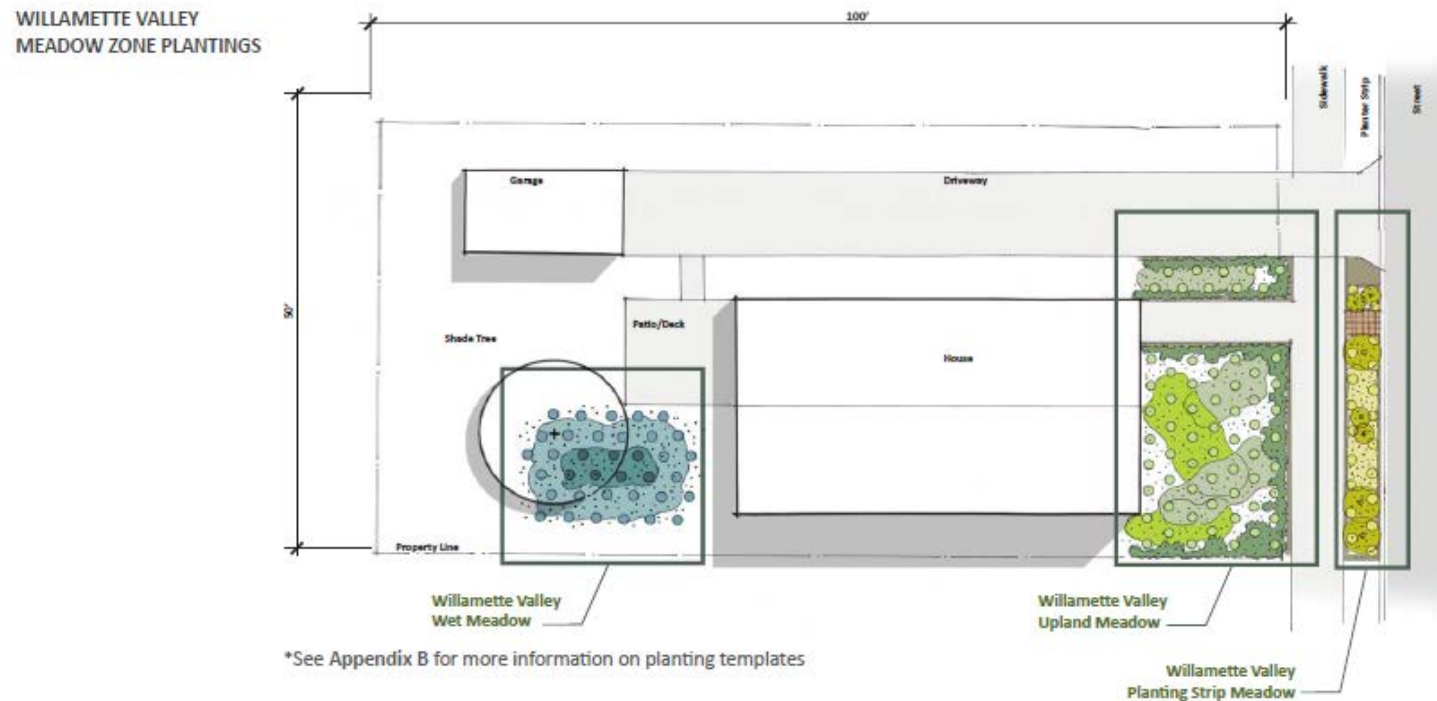 WILLAMETTE VALLEY
MEADOW ZONE PLANTINGS
100'
Sidewalk
Planter Strip
Street
Garage
Driveway
50'
Patio/Deck
Shade Tree
House
Property Line
Willamette Valley
Wet Meadow
Willamette Valley
Upland Meadow
*See Appendix B for more information on planting templates
Willamette Valley
Planting Strip Meadow